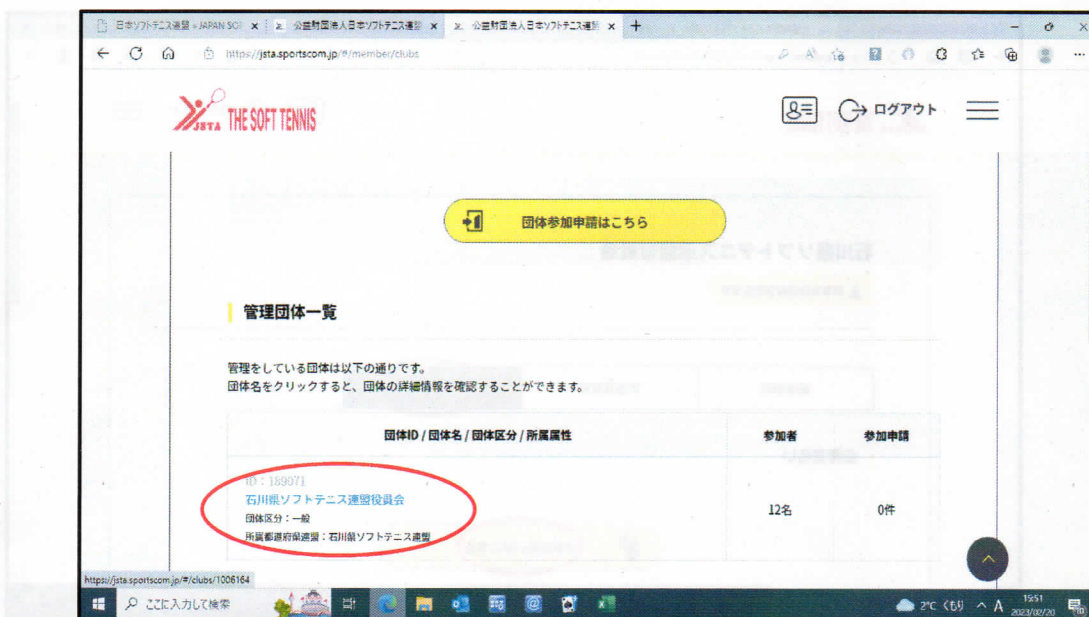 日本ソフトテニス連盟 - JAPAN SO
公益財団法人日本ソフトテニス連盟
公益財団法人日本ソフトテニス連盟
https://jsta.sportscom.jp/#/member/clubs
JSTA THE SOFT TENNIS
ログアウト
団体参加申請はこちら
管理団体一覧
管理をしている団体は以下の通りです。
団体名をクリックすると、団体の詳細情報を確認することができます。
団体ID / 団体名 / 団体区分 / 所属属性
参加者
参加申請
ID : 189071
石川県ソフトテニス連盟役員会
団体区分:一般
所属都道府県連盟:石川県ソフトテニス連盟
12名
0件
https://jsta.sportscom.jp/#/clubs/1006164
ここに入力して検索
2°C くもり
A
15:51
2023/02/20